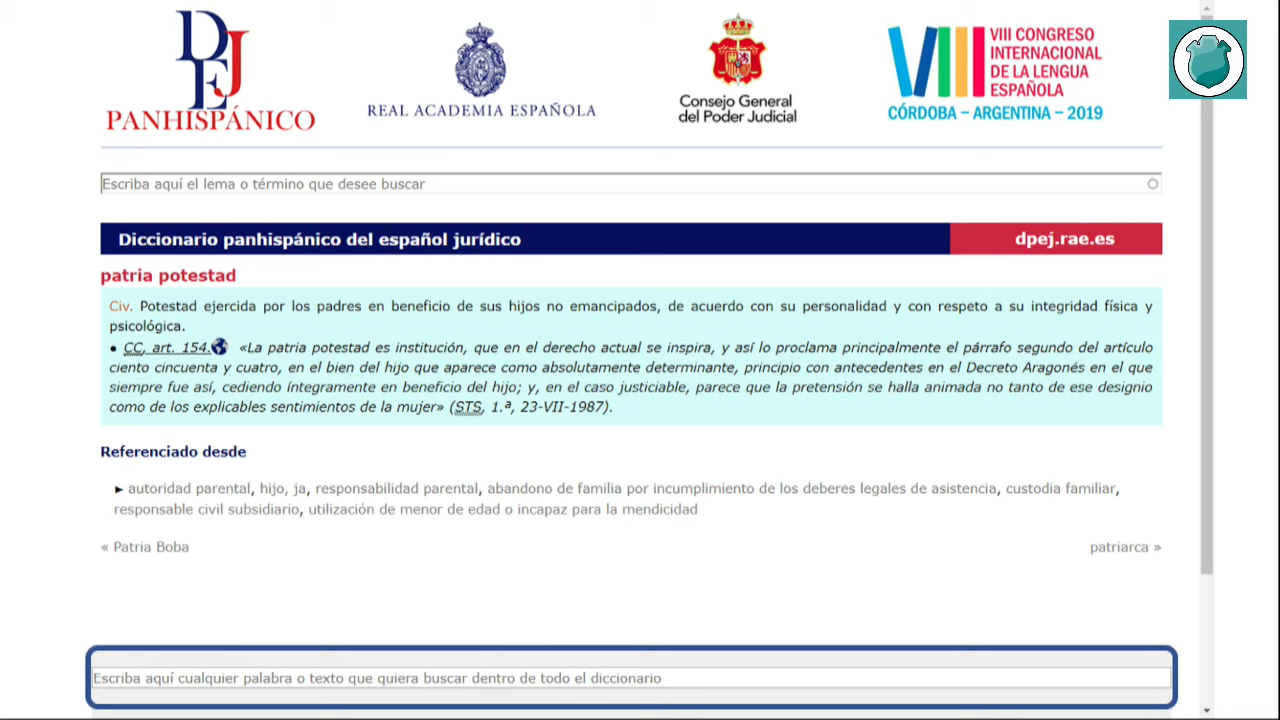 DEJ
PANHISPÁNICO
REAL ACADEMIA ESPAÑOLA
Consejo General
del Poder Judicial
VIII
VIII CONGRESO
INTERNACIONAL
DE LA LENGUA
ESPAÑOLA
CÓRDOBA – ARGENTINA – 2019
Escriba aquí el lema o término que desee buscar
Diccionario panhispánico del español jurídico
dpej.rae.es
patria potestad
Civ. Potestad ejercida por los padres en beneficio de sus hijos no emancipados, de acuerdo con su personalidad y con respeto a su integridad física y
psicológica.
• CC, art. 154. «La patria potestad es institución, que en el derecho actual se inspira, y así lo proclama principalmente el párrafo segundo del artículo
ciento cincuenta y cuatro, en el bien del hijo que aparece como absolutamente determinante, principio con antecedentes en el Decreto Aragonés en el que
siempre fue así, cediendo íntegramente en beneficio del hijo; y, en el caso justiciable, parece que la pretensión se halla animada no tanto de ese designio
como de los explicables sentimientos de la mujer» (STS, 1.ª, 23-VII-1987).
Referenciado desde
► autoridad parental, hijo, ja, responsabilidad parental, abandono de familia por incumplimiento de los deberes legales de asistencia, custodia familiar,
responsable civil subsidiario, utilización de menor de edad o incapaz para la mendicidad
« Patria Boba
patriarca »
Escriba aquí cualquier palabra o texto que quiera buscar dentro de todo el diccionario